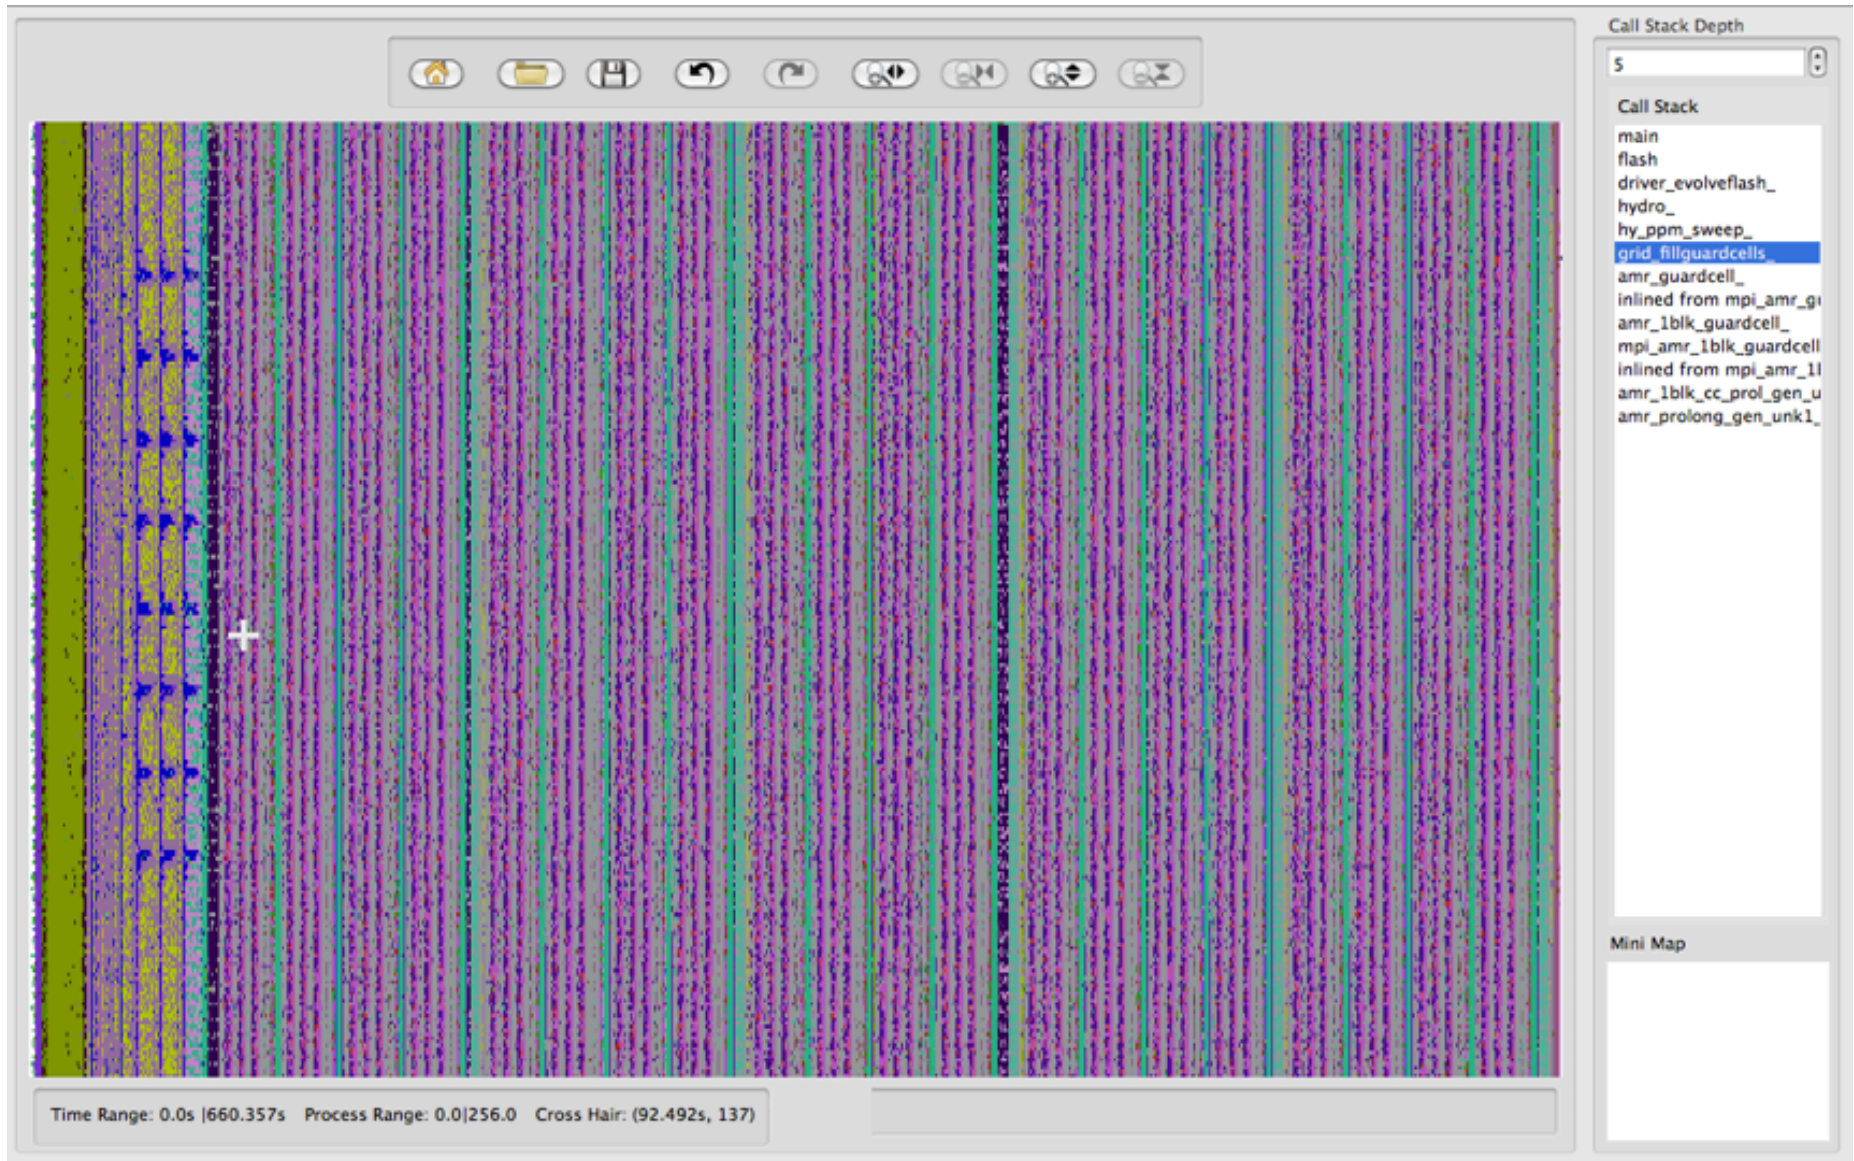 Call Stack Depth
5
Call Stack
main
flash
driver_evolveflash_
hydro_
hy_ppm_sweep_
grid_fillguardcells_
amr_guardcell_
inlined from mpi_amr_gu
amr_1blk_guardcell_
mpi_amr_1blk_guardcell
inlined from mpi_amr_1l
amr_1blk_cc_prol_gen_u
amr_prolong_gen_unk1_
Mini Map
Time Range: 0.0s |660.357s Process Range: 0.0|256.0 Cross Hair: (92.492s, 137)